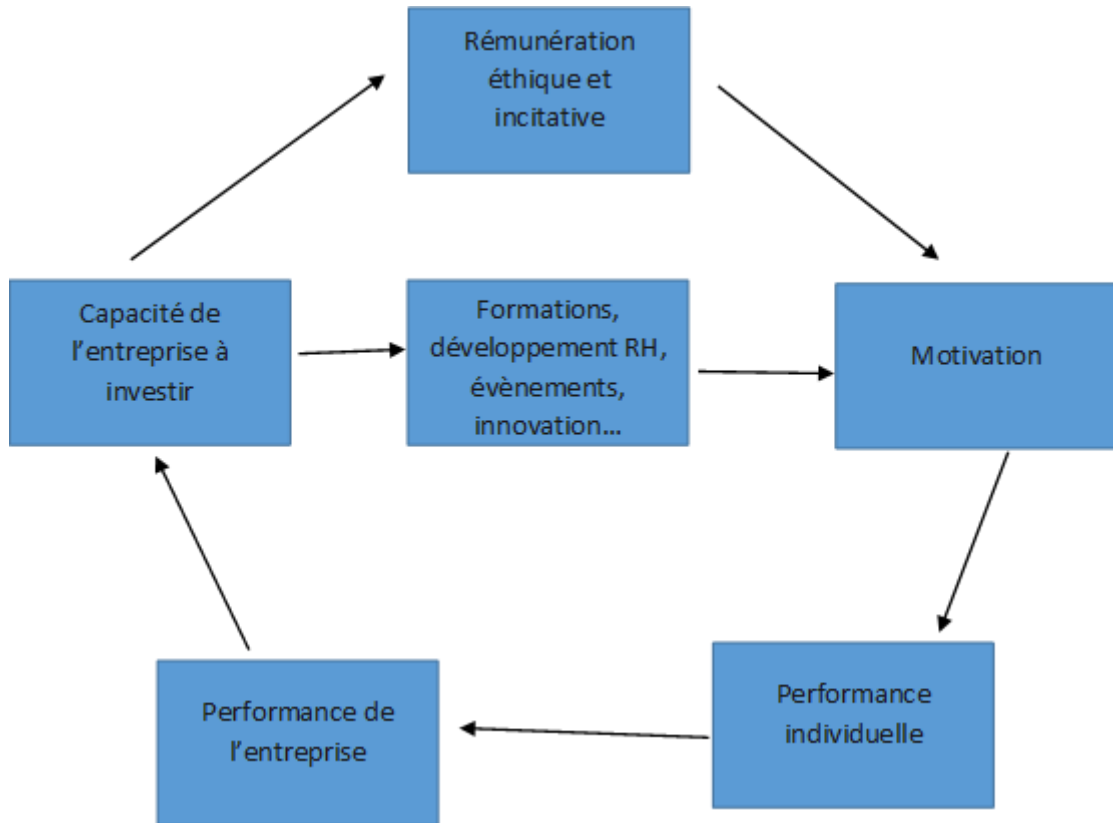 Rémunération
éthique et
incitative
Capacité de
l’entreprise à
investir
Formations,
développement RH,
évènements,
innovation…
Motivation
Performance de
l’entreprise
Performance
individuelle